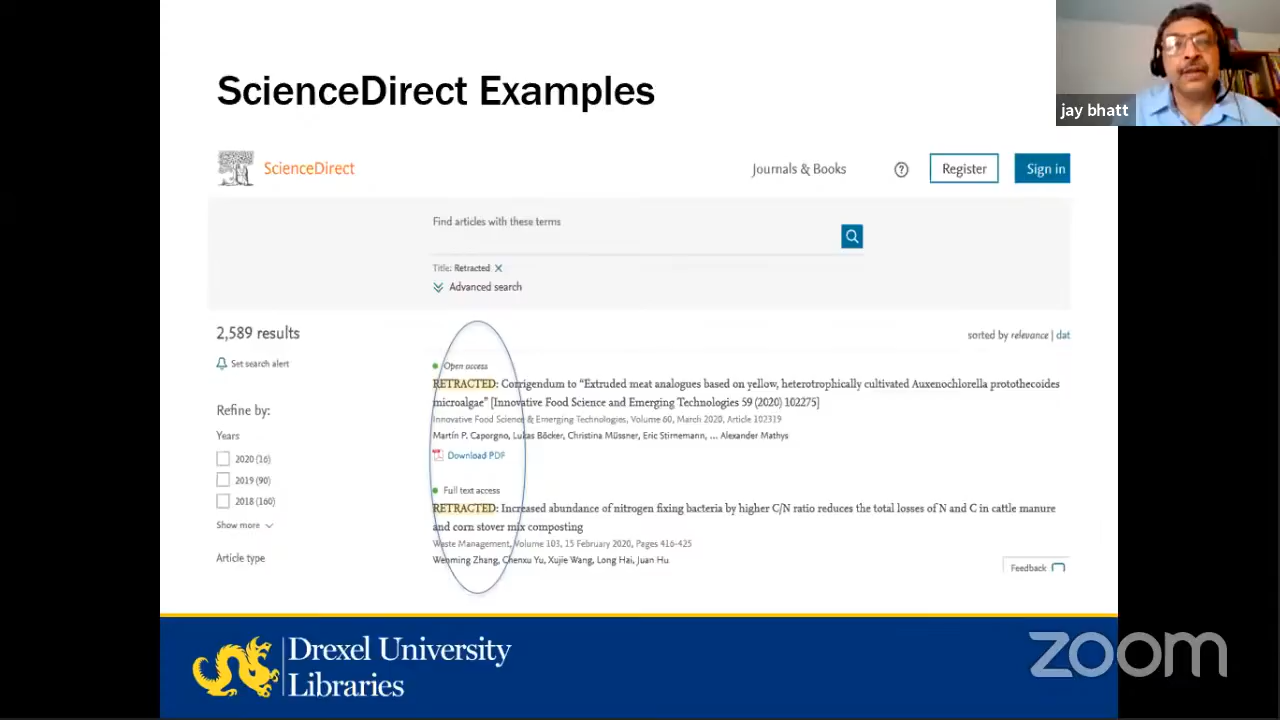 ScienceDirect Examples
jay bhatt
ScienceDirect
Journals & Books
?
Register
Sign in
Find articles with these terms
Title: Retracted ×
Advanced search
2,589 results
sorted by relevance | dat
Set search alert
Open access
RETRACTED: Corrigendum to “Extruded meat analogues based on yellow, heterotrophically cultivated Auxenochlorella protothecoides
microalgae” [Innovative Food Science and Emerging Technologies 59 (2020) 102275]
Innovative Food Science & Emerging Technologies, Volume 60, March 2020, Article 102319
Martín P. Caporgno, Lukas Böcker, Christina Müssner, Eric Stirnemann, ... Alexander Mathys
Download PDF
Refine by:
Years
2020 (16)
2019 (90)
2018 (160)
Show more
Article type
Full text access
RETRACTED: Increased abundance of nitrogen fixing bacteria by higher C/N ratio reduces the total losses of N and C in cattle manure
and corn stover mix composting
Waste Management, Volume 103, 15 February 2020, Pages 416-425
Wenming Zhang, Chenxu Yu, Xujie Wang, Long Hai, Juan Hu
Feedback
Drexel University
Libraries
zoom